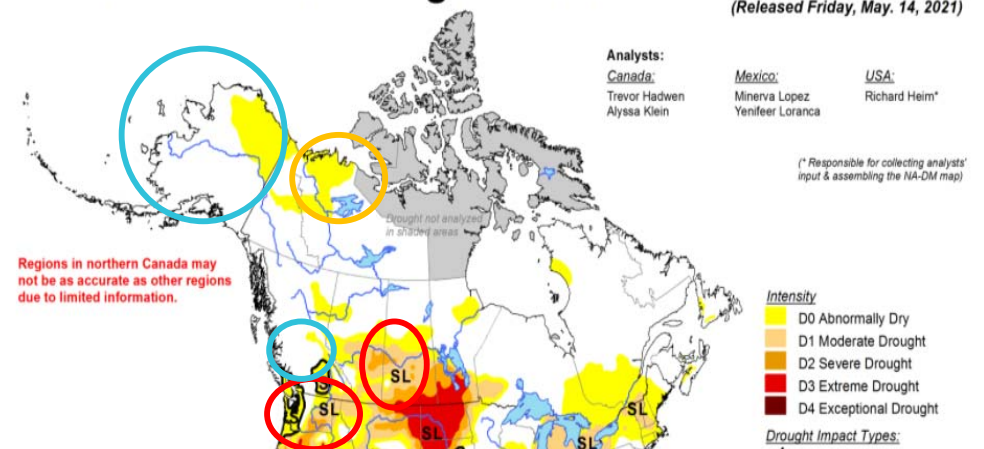 (Released Friday, May. 14, 2021)
Analysts:
Canada:
Mexico:
USA:
Trevor Hadwen
Minerva Lopez
Richard Heim*
Alyssa Klein
Yenifeer Loranca
(* Responsible for collecting analysts'
input & assembling the NA-DM map)
Drought not analyzed
in shaded areas
Regions in northern Canada may
not be as accurate as other regions
due to limited information.
Intensity
D0 Abnormally Dry
D1 Moderate Drought
D2 Severe Drought
D3 Extreme Drought
D4 Exceptional Drought
Drought Impact Types:
SL
SL
SL
SL
SL